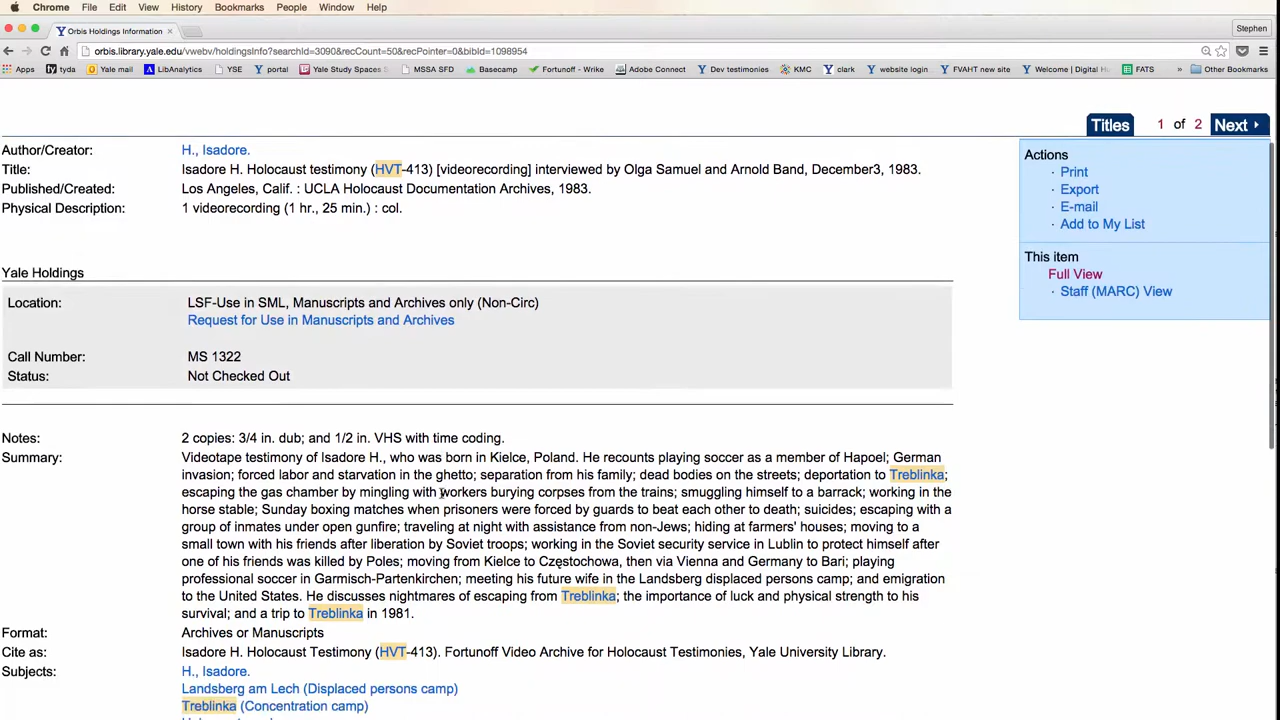 Chrome File Edit View History Bookmarks People Window Help
Orbis Holdings Information
Stephen
orbis.library.yale.edu/vwebv/holdingsInfo?searchId=3090&recCount=50&recPointer=0&bibId=1098954
Apps tyda Yale mail LibAnalytics YSE portal Yale Study Spaces MSSA SFD Basecamp Fortunoff - Wrike Adobe Connect Dev testimonies KMC clark website login FVAHT new site Welcome | Digital FATS » Other Bookmarks
Titles 1 of 2 Next
Author/Creator: H., Isadore.
Title: Isadore H. Holocaust testimony (HVT-413) [videorecording] interviewed by Olga Samuel and Arnold Band, December3, 1983.
Published/Created: Los Angeles, Calif. : UCLA Holocaust Documentation Archives, 1983.
Physical Description: 1 videorecording (1 hr., 25 min.) : col.
Actions
· Print
· Export
· E-mail
· Add to My List
This item
Full View
· Staff (MARC) View
Yale Holdings
Location: LSF-Use in SML, Manuscripts and Archives only (Non-Circ)
Request for Use in Manuscripts and Archives
Call Number: MS 1322
Status: Not Checked Out
Notes: 2 copies: 3/4 in. dub; and 1/2 in. VHS with time coding.
Summary: Videotape testimony of Isadore H., who was born in Kielce, Poland. He recounts playing soccer as a member of Hapoel; German
invasion; forced labor and starvation in the ghetto; separation from his family; dead bodies on the streets; deportation to Treblinka;
escaping the gas chamber by mingling with workers burying corpses from the trains; smuggling himself to a barrack; working in the
horse stable; Sunday boxing matches when prisoners were forced by guards to beat each other to death; suicides; escaping with a
group of inmates under open gunfire; traveling at night with assistance from non-Jews; hiding at farmers' houses; moving to a
small town with his friends after liberation by Soviet troops; working in the Soviet security service in Lublin to protect himself after
one of his friends was killed by Poles; moving from Kielce to Częstochowa, then via Vienna and Germany to Bari; playing
professional soccer in Garmisch-Partenkirchen; meeting his future wife in the Landsberg displaced persons camp; and emigration
to the United States. He discusses nightmares of escaping from Treblinka; the importance of luck and physical strength to his
survival; and a trip to Treblinka in 1981.
Format: Archives or Manuscripts
Cite as: Isadore H. Holocaust Testimony (HVT-413). Fortunoff Video Archive for Holocaust Testimonies, Yale University Library.
Subjects: H., Isadore.
Landsberg am Lech (Displaced persons camp)
Treblinka (Concentration camp)